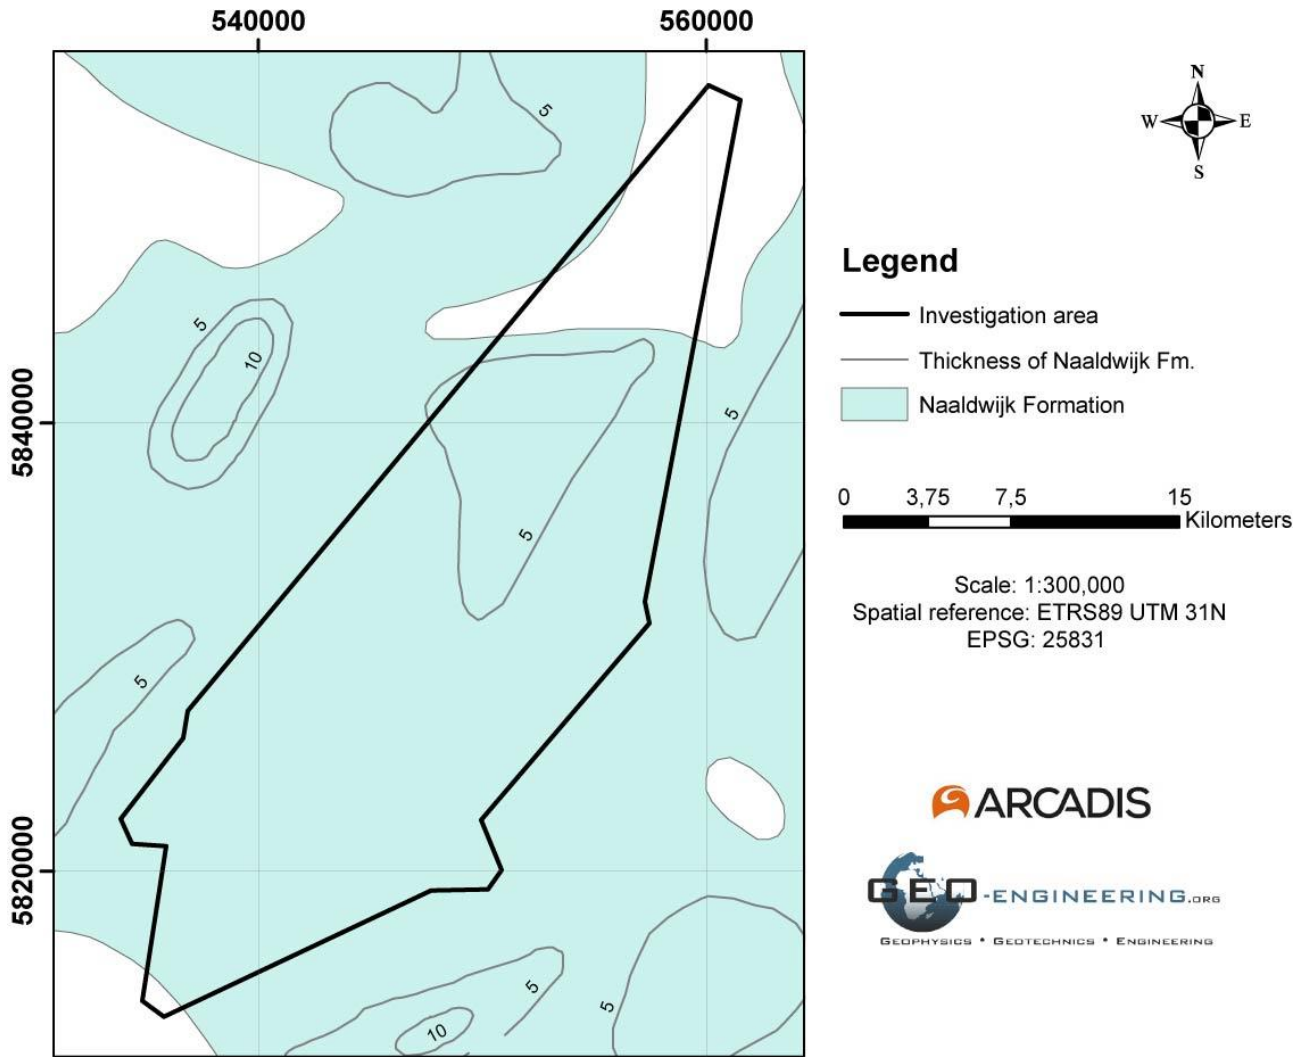 540000 560000
N
W E
S
5
Legend
5
Investigation area
10
Thickness of Naaldwijk Fm.
5840000
5
Naaldwijk Formation
0 3,75 7,5 15
Kilometers
5
Scale: 1:300,000
Spatial reference: ETRS89 UTM 31N
EPSG: 25831
5
ARCADIS
5820000
GEO-ENGINEERING.ORG
GEOPHYSICS • GEOTECHNICS • ENGINEERING
5
5
10